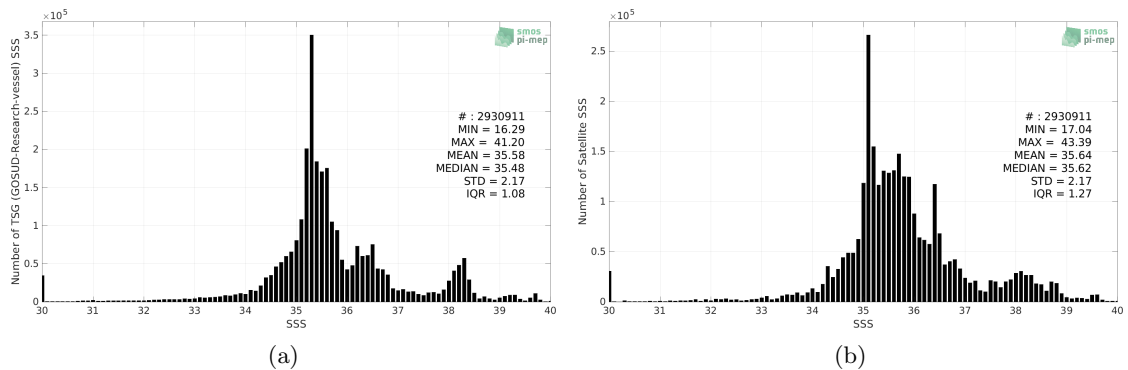 ×10⁵
Number of TSG (GOSUD-Research-vessel) SSS
3.5
3
2.5
2
1.5
1
0.5
0
smos
pi-mep
# : 2930911
MIN = 16.29
MAX = 41.20
MEAN = 35.58
MEDIAN = 35.48
STD = 2.17
IQR = 1.08
30 31 32 33 34 35 36 37 38 39 40
SSS
(a)
×10⁵
Number of Satellite SSS
2.5
2
1.5
1
0.5
0
smos
pi-mep
# : 2930911
MIN = 17.04
MAX = 43.39
MEAN = 35.64
MEDIAN = 35.62
STD = 2.17
IQR = 1.27
30 31 32 33 34 35 36 37 38 39 40
SSS
(b)